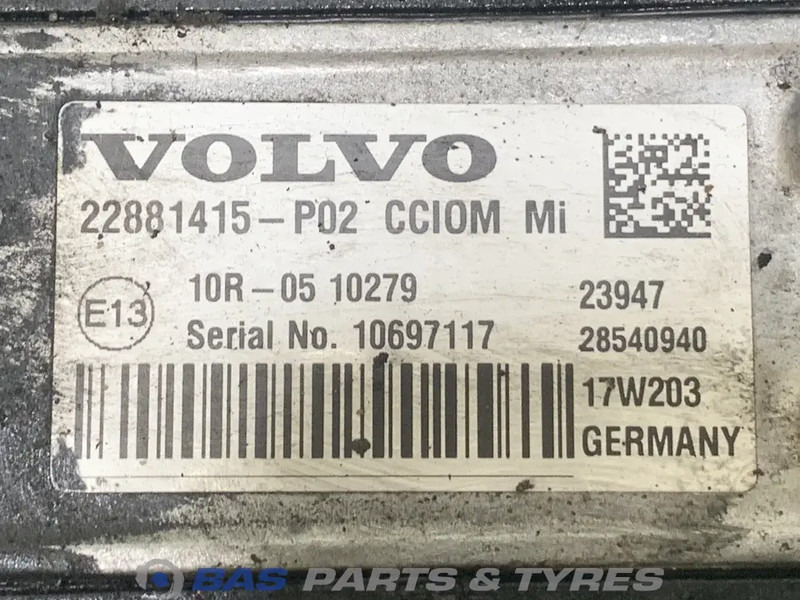 VOLVO
22881415-P02 CCIOM Mi
E13
10R-05 10279 23947
Serial No. 10697117 28540940
17W203
GERMANY
BAS PARTS & TYRES